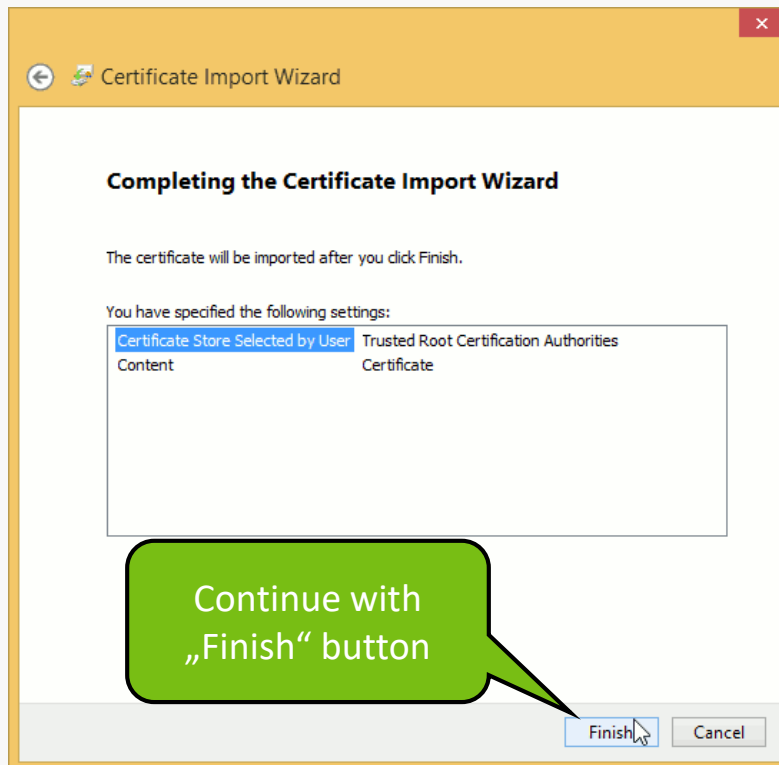 Certificate Import Wizard
Completing the Certificate Import Wizard
The certificate will be imported after you click Finish.
You have specified the following settings:
Certificate Store Selected by User Trusted Root Certification Authorities
Content Certificate
Continue with
„Finish“ button
Finish Cancel